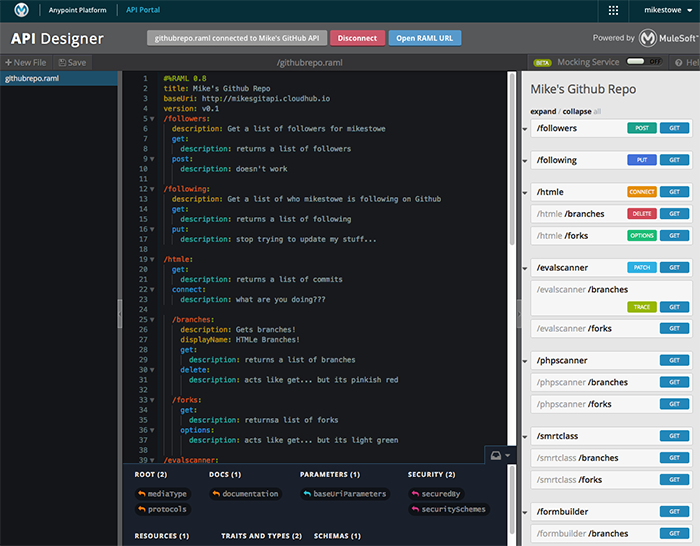 Anypoint Platform
API Portal
mikestowe
API Designer
githubrepo.raml connected to Mike's GitHub API
Disconnect
Open RAML URL
Powered by MuleSoft™
+ New File
Save
/githubrepo.raml
BETA Mocking Service OFF
? Hel
githubrepo.raml
1 #%RAML 0.8
2 title: Mike's Github Repo
3 baseUri: http://mikesgitapi.cloudhub.io
4 version: v0.1
5 /followers:
6 description: Get a list of followers for mikestowe
7 get:
8 description: returns a list of followers
9 post:
10 description: doesn't work
11
12 /following:
13 description: Get a list of who mikestowe is following on Github
14 get:
15 description: returns a list of following
16 put:
17 description: stop trying to update my stuff...
18
19 /htmle:
20 get:
21 description: returns a list of commits
22 connect:
23 description: what are you doing???
24
25 /branches:
26 description: Gets branches!
27 displayName: HTMLe Branches!
28 get:
29 description: returns a list of branches
30 delete:
31 description: acts like get... but its pinkish red
32
33 /forks:
34 get:
35 description: returnsa list of forks
36 options:
37 description: acts like get... but its light green
38
39 /evalscanner:
ROOT (2)
mediaType
protocols
DOCS (1)
documentation
PARAMETERS (1)
baseUriParameters
SECURITY (2)
securedBy
securitySchemes
RESOURCES (1)
TRAITS AND TYPES (2)
SCHEMAS (1)
Mike's Github Repo
expand / collapse all
/followers POST GET
/following PUT GET
/htmle CONNECT GET
/htmle /branches DELETE GET
/htmle /forks OPTIONS GET
/evalscanner PATCH GET
/evalscanner /branches
TRACE GET
/evalscanner /forks GET
/phpscanner GET
/phpscanner /branches GET
/phpscanner /forks GET
/smrtclass GET
/smrtclass /branches GET
/smrtclass /forks GET
/formbuilder GET
/formbuilder /branches GET